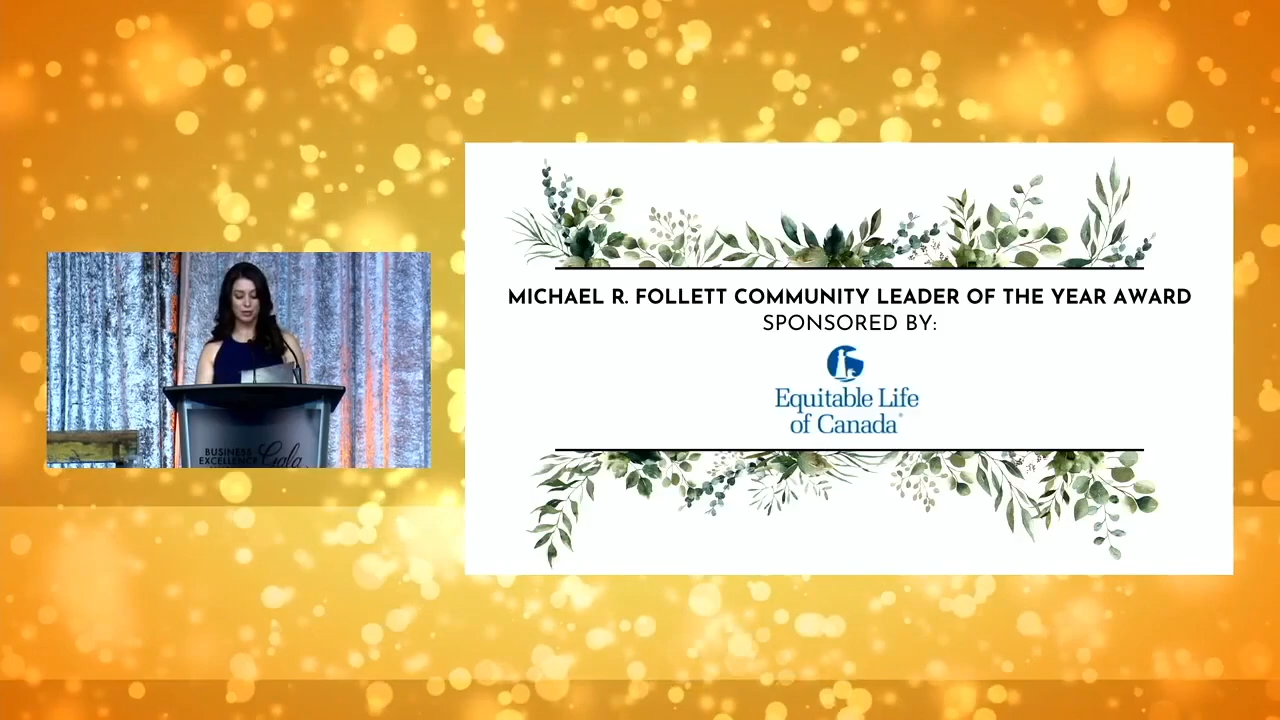 MICHAEL R. FOLLETT COMMUNITY LEADER OF THE YEAR AWARD
SPONSORED BY:
Equitable Life
of Canada®
BUSINESS
EXCELLENCE Gala